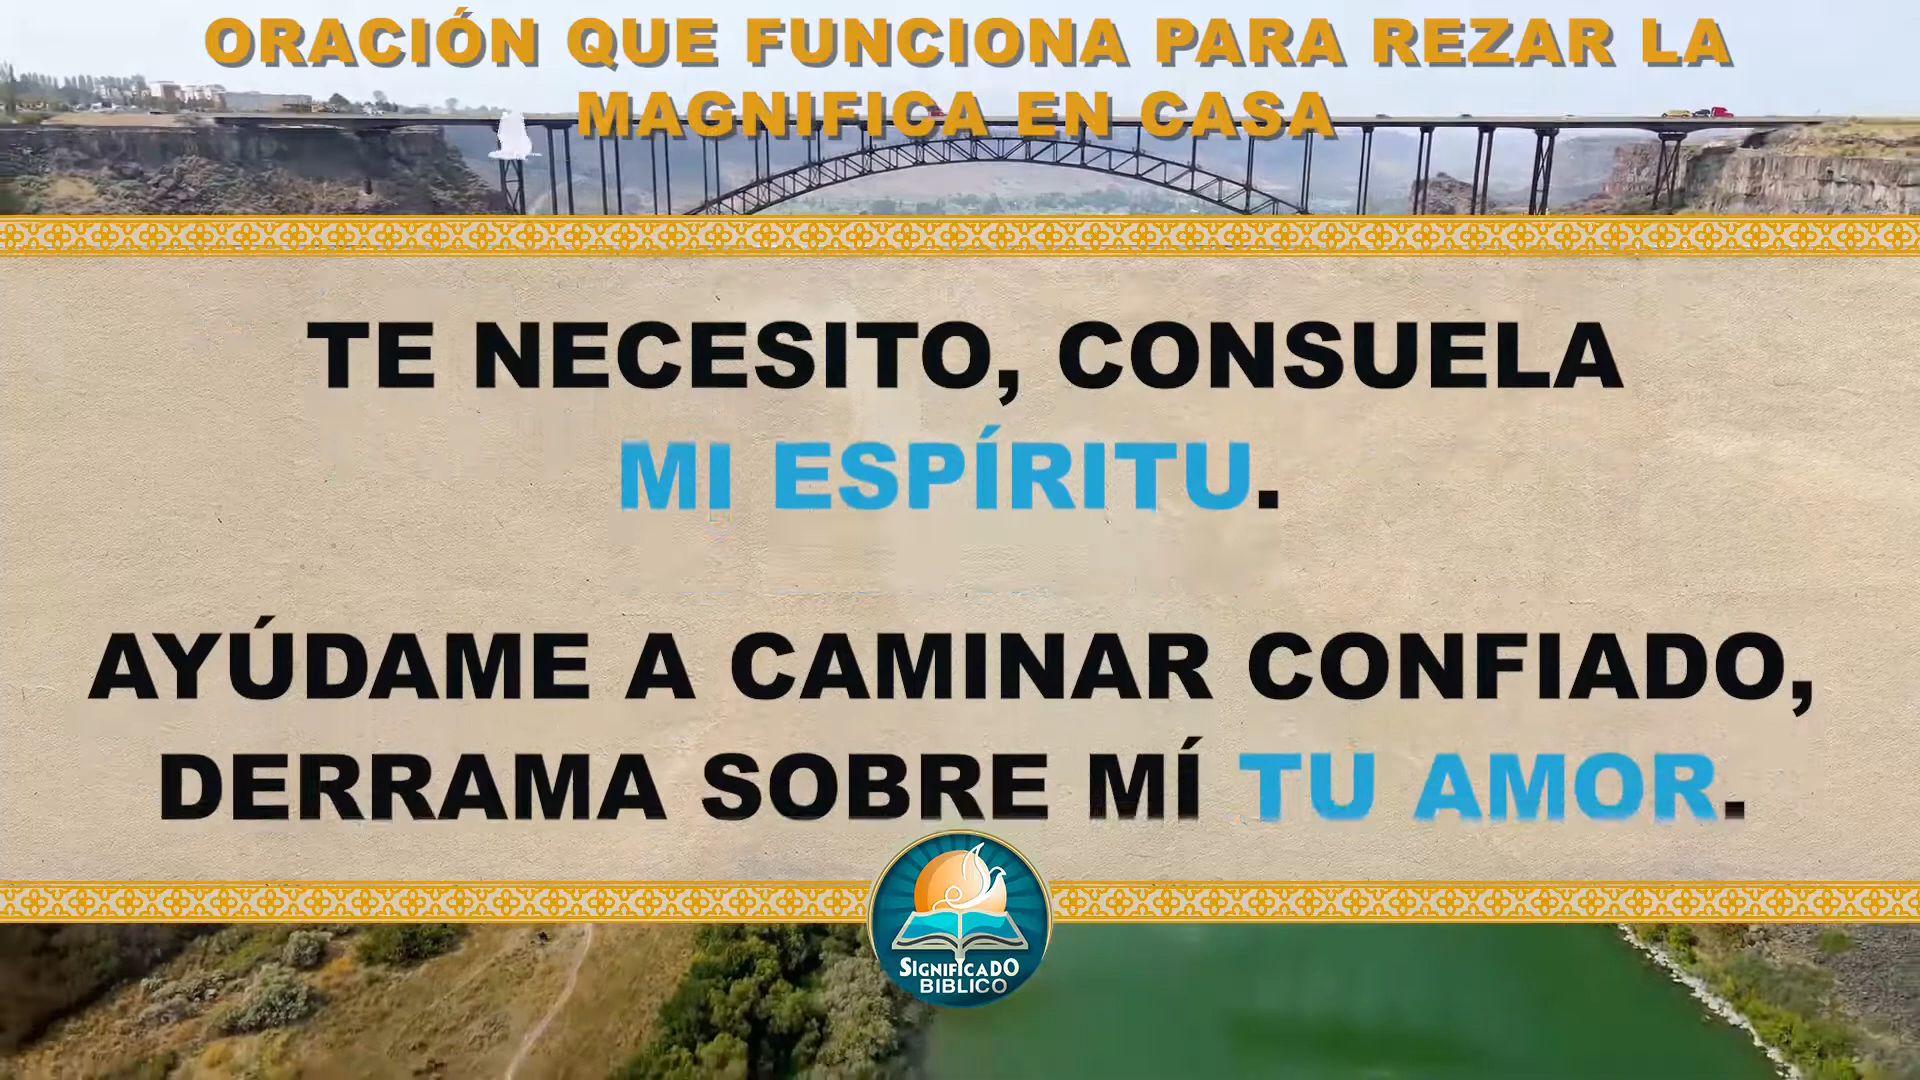 ORACIÓN QUE FUNCIONA PARA REZAR LA
MAGNIFICA EN CASA
TE NECESITO, CONSUELA
MI ESPÍRITU.
AYÚDAME A CAMINAR CONFIADO,
DERRAMA SOBRE MÍ TU AMOR.
SIGNIFICADO
BIBLICO